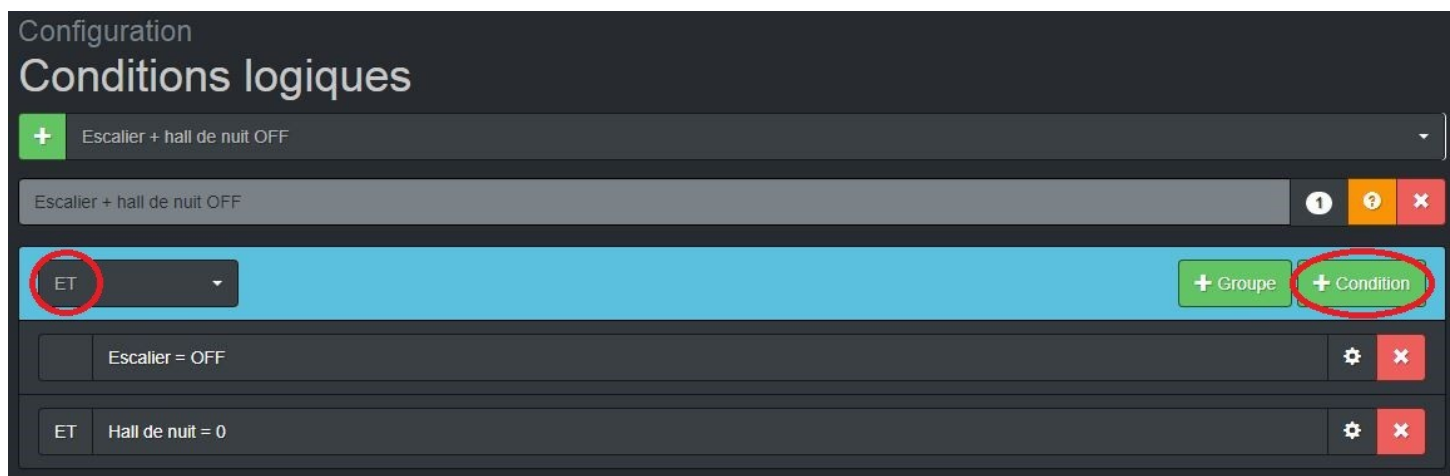 Configuration
Conditions logiques
+ Escalier + hall de nuit OFF
Escalier + hall de nuit OFF 1 ?
ET + Groupe + Condition
Escalier = OFF
ET Hall de nuit = 0